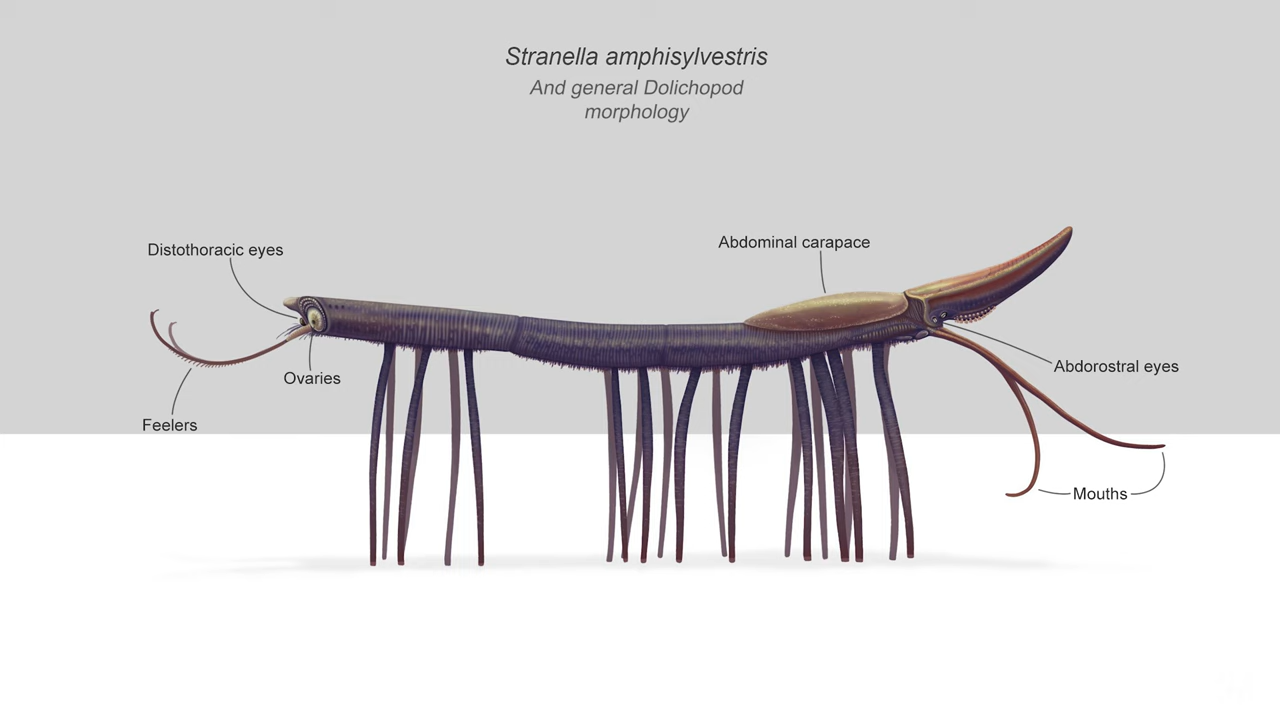 Stranella amphisylvestris
And general Dolichopod
morphology
Distothoracic eyes
Abdominal carapace
Ovaries
Abdorostral eyes
Feelers
Mouths